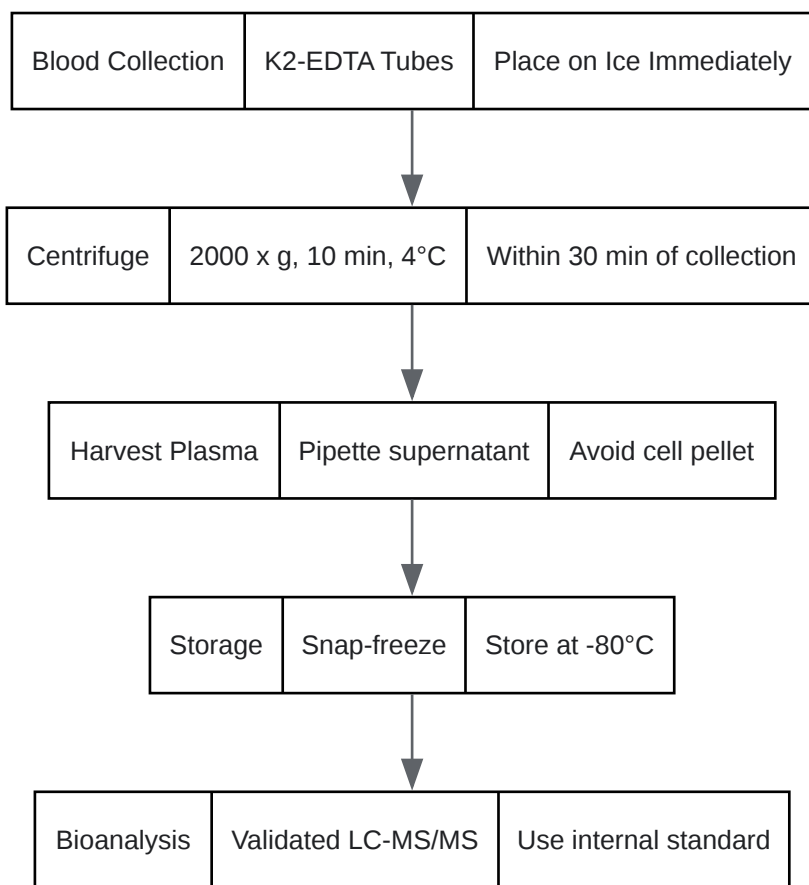 Blood Collection K2-EDTA Tubes Place on Ice Immediately
Centrifuge 2000 x g, 10 min, 4°C Within 30 min of collection
Harvest Plasma Pipette supernatant Avoid cell pellet
Storage Snap-freeze Store at -80°C
Bioanalysis Validated LC-MS/MS Use internal standard